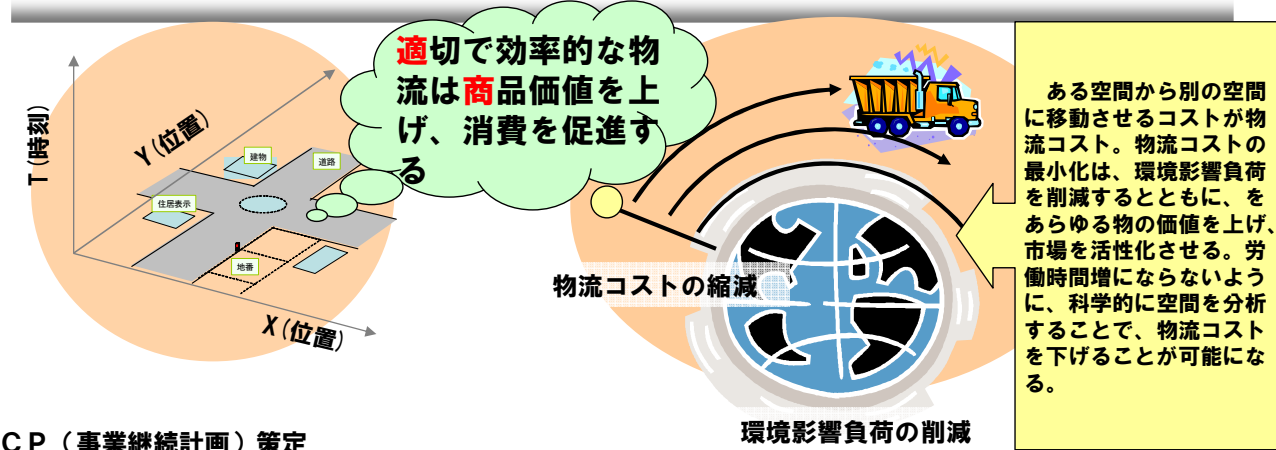 適切で効率的な物
流は商品価値を上
げ、消費を促進す
る
T(時刻)
Y(位置)
建物
道路
住居表示
地番
X(位置)
物流コストの縮減
環境影響負荷の削減
ある空間から別の空間
に移動させるコストが物
流コスト。物流コストの
最小化は、環境影響負荷
を削減するとともに、を
あらゆる物の価値を上げ、
市場を活性化させる。労
働時間増にならないよう
に、科学的に空間を分析
することで、物流コスト
を下げることが可能にな
る。
ＣＰ（事業継続計画）策定